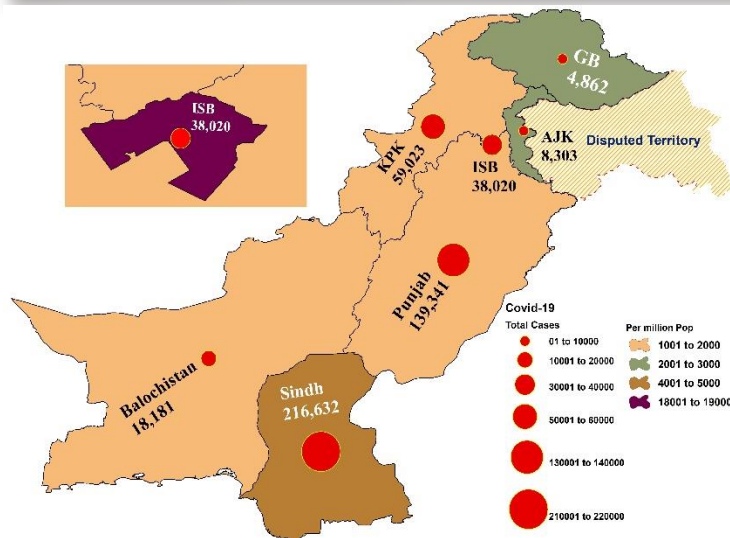 ISB
38,020
GB
4,862
KPK
59,023
ISB
38,020
AJK
8,303
Disputed Territory
Punjab
139,341
Balochistan
18,181
Sindh
216,632
Covid-19
Total Cases
01 to 10000
10001 to 20000
30001 to 40000
50001 to 60000
130001 to 140000
210001 to 220000
Per million Pop
1001 to 2000
2001 to 3000
4001 to 5000
18001 to 19000